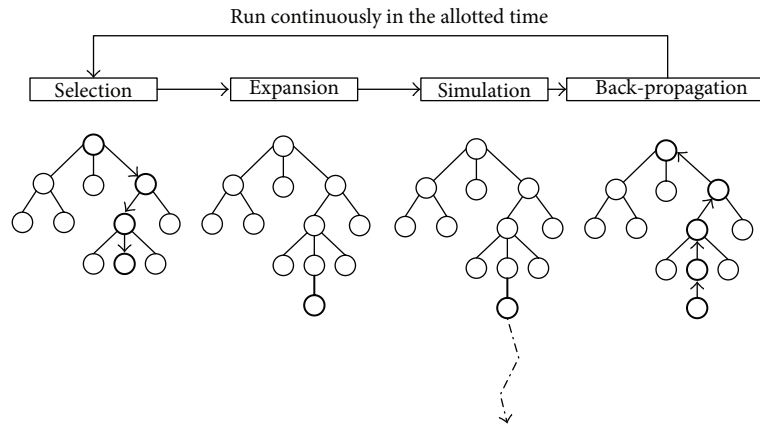 Run continuously in the allotted time
Selection
Expansion
Simulation
Back-propagation